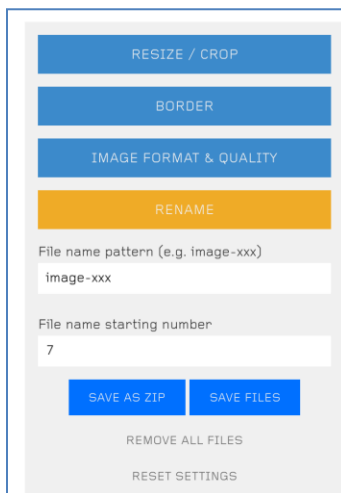 RESIZE / CROP
BORDER
IMAGE FORMAT & QUALITY
RENAME
File name pattern (e.g. image-xxx)
image-xxx
File name starting number
7
SAVE AS ZIP SAVE FILES
REMOVE ALL FILES
RESET SETTINGS